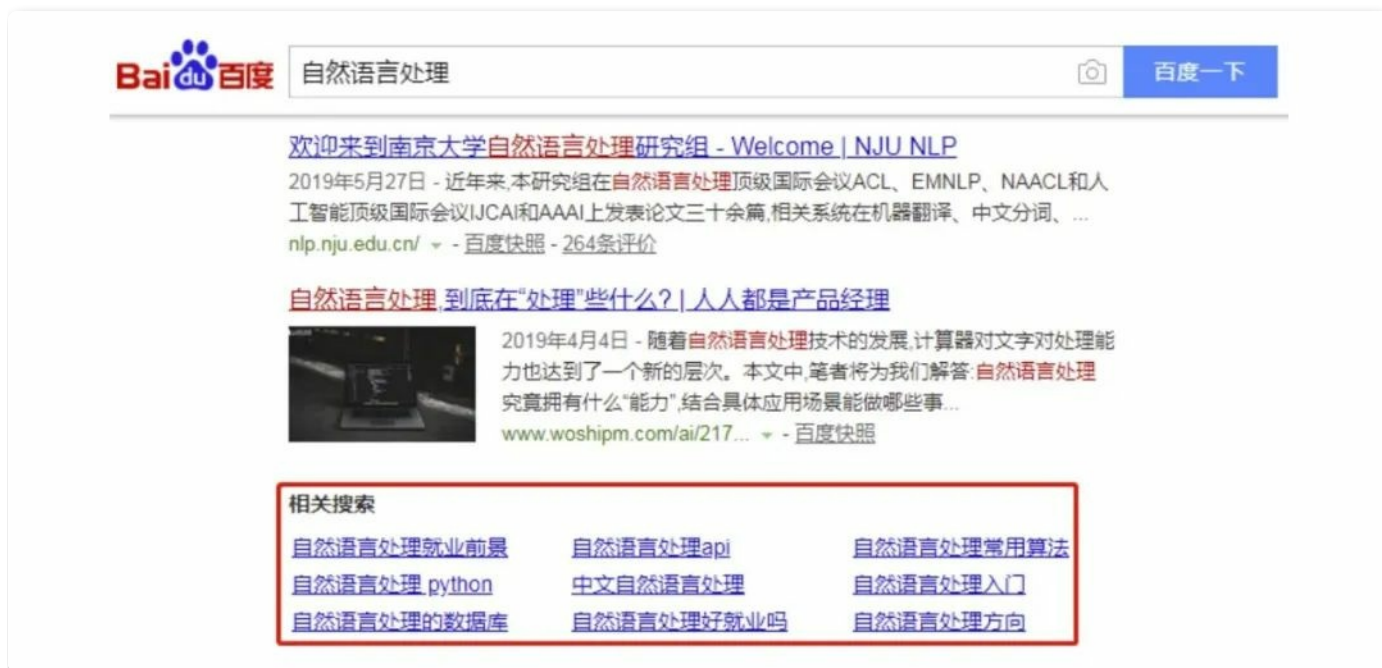 Baidu百度 自然语言处理 百度一下
欢迎来到南京大学自然语言处理研究组 - Welcome | NJU NLP
2019年5月27日 - 近年来,本研究组在自然语言处理顶级国际会议ACL、EMNLP、NAACL和人
工智能顶级国际会议IJCAI和AAAI上发表论文三十余篇,相关系统在机器翻译、中文分词、...
nlp.nju.edu.cn/ - 百度快照 - 264条评价
自然语言处理,到底在“处理”些什么? | 人人都是产品经理
2019年4月4日 - 随着自然语言处理技术的发展,计算器对文字对处理能
力也达到了一个新的层次。本文中,笔者将为我们解答:自然语言处理
究竟拥有什么“能力”,结合具体应用场景能做哪些事...
www.woshipm.com/ai/217... - 百度快照
相关搜索
自然语言处理就业前景 自然语言处理api 自然语言处理常用算法
自然语言处理 python 中文自然语言处理 自然语言处理入门
自然语言处理的数据库 自然语言处理好就业吗 自然语言处理方向